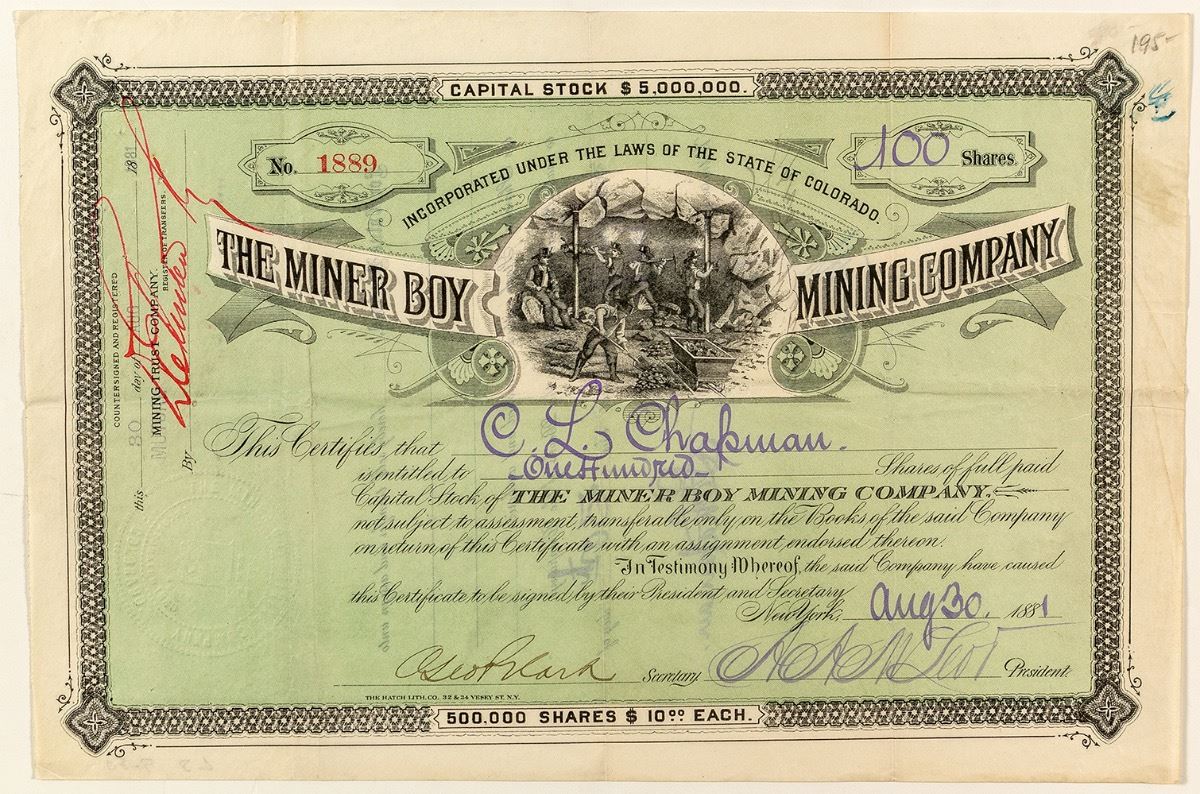 195-
CAPITAL STOCK $ 5,000,000.
No. 1889
100 Shares.
INCORPORATED UNDER THE LAWS OF THE STATE OF COLORADO.
THE MINER BOY MINING COMPANY
This Certifies that C. L. Chapman.
is entitled to One Hundred Shares of full paid
Capital Stock, of THE MINER BOY MINING COMPANY,
not subject to assessment, transferable only on the Books of the said Company
on return of this Certificate, with an assignment, endorsed thereon.
In Testimony Whereof, the said Company have caused
this Certificate, to be signed, by their President and Secretary.
New York, Aug 30. 1881
Secretary
President.
THE HATCH LITH. CO. 32 & 34 VESEY ST. N.Y.
500,000 SHARES $ 10.00 EACH.
COUNTERSIGNED AND REGISTERED
this 30 day of AUG 1881
MINING TRUST COMPANY.
REGISTER OF TRANSFERS.
By